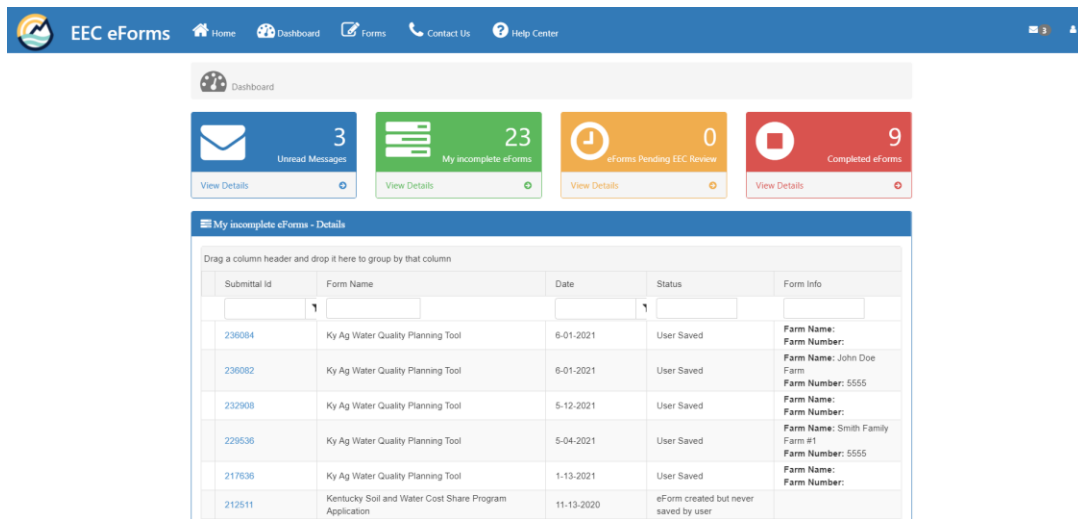 EEC eForms Home Dashboard Forms Contact Us Help Center 3
Dashboard
3
Unread Messages
View Details
23
My incomplete eForms
View Details
0
eForms Pending EEC Review
View Details
9
Completed eForms
View Details
My incomplete eForms - Details
Drag a column header and drop it here to group by that column
Submittal Id Form Name Date Status Form Info
236084 Ky Ag Water Quality Planning Tool 6-01-2021 User Saved Farm Name:
Farm Number:
236082 Ky Ag Water Quality Planning Tool 6-01-2021 User Saved Farm Name: John Doe
Farm
Farm Number: 5555
232908 Ky Ag Water Quality Planning Tool 5-12-2021 User Saved Farm Name:
Farm Number:
229536 Ky Ag Water Quality Planning Tool 5-04-2021 User Saved Farm Name: Smith Family
Farm #1
Farm Number: 5555
217636 Ky Ag Water Quality Planning Tool 1-13-2021 User Saved Farm Name:
Farm Number:
212511 Kentucky Soil and Water Cost Share Program
Application 11-13-2020 eForm created but never
saved by user